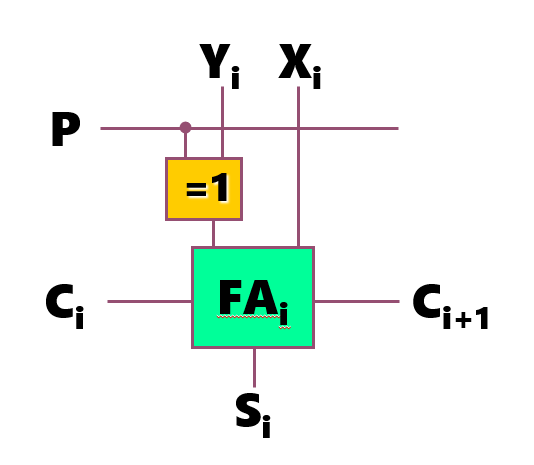 Yi Xi
P
=1
Ci FAi Ci+1
Si